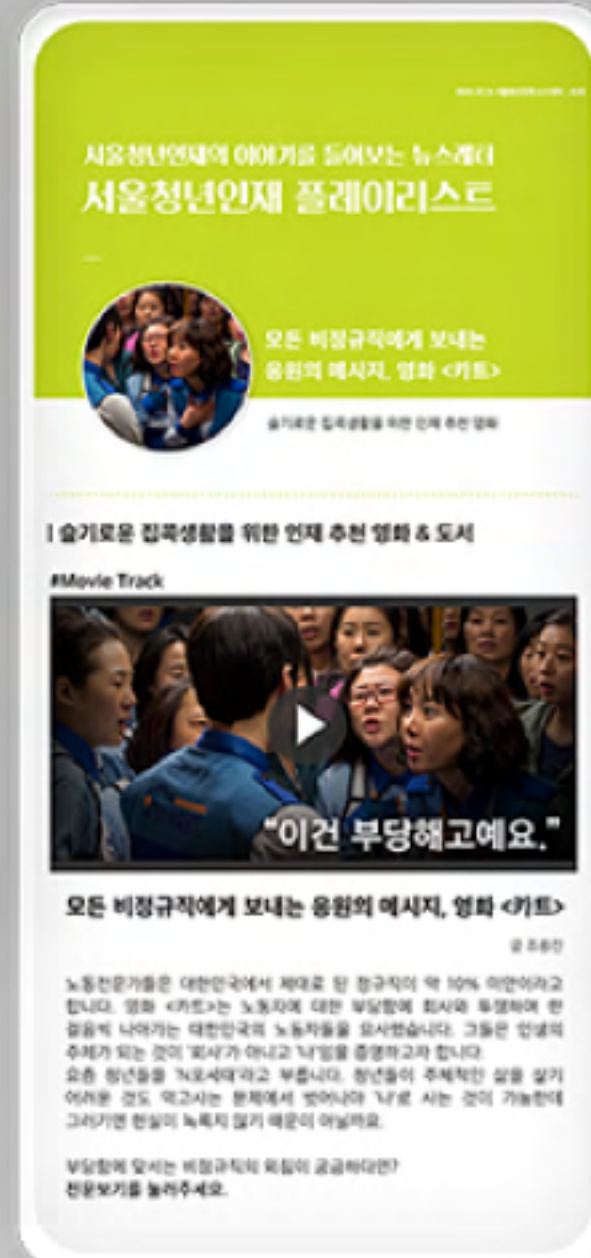 서울청년인재의 이야기를 들어보는 뉴스레터
서울청년인재 플레이리스트
모든 비정규직에게 보내는
응원의 메시지, 영화 <카트>
슬기로운 집콕생활을 위한 인재 추천 영화
| 슬기로운 집콕생활을 위한 인재 추천 영화 & 도서
#Movie Track
"이건 부당해고예요."
모든 비정규직에게 보내는 응원의 메시지, 영화 <카트>
노동전문가들은 대한민국에서 제대로 된 정규직이 약 10% 미만이라고
합니다. 영화 <카트>는 노동자에 대한 부당함에 회사와 투쟁하며 한
걸음씩 나아가는 대한민국의 노동자들을 묘사했습니다. 그들은 인생의
주체가 되는 것이 '회사'가 아니고 '나'임을 증명하고자 합니다.
요즘 청년들을 'N포세대'라고 부릅니다. 청년들이 주체적인 삶을 살기
어려운 것도 먹고사는 문제에서 벗어나야 '나'로 사는 것이 가능한데
그러기엔 현실이 녹록지 않기 때문이 아닐까요.
부당함에 맞서는 비정규직의 외침이 궁금하다면?
전문보기를 눌러주세요.